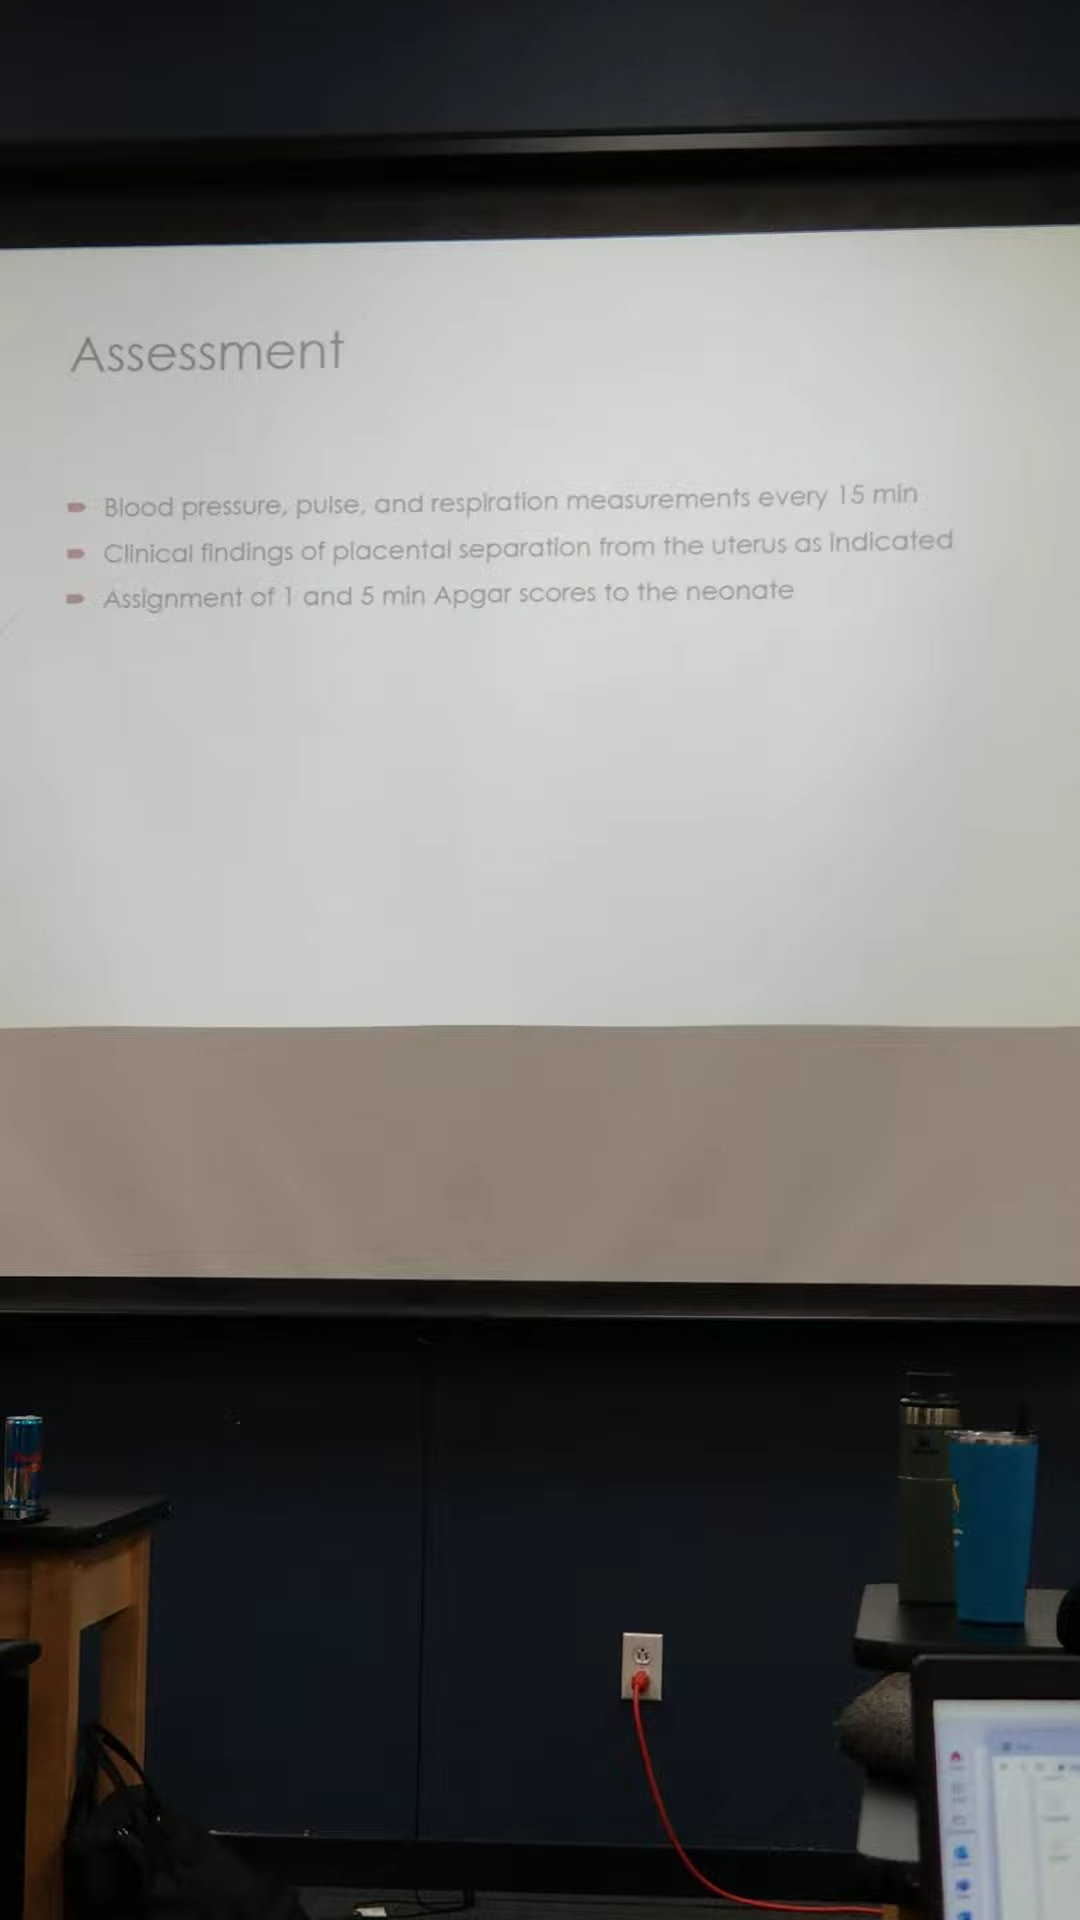 Assessment
Blood pressure, pulse, and respiration measurements every 15 min
Clinical findings of placental separation from the uterus as indicated
Assignment of 1 and 5 min Apgar scores to the neonate